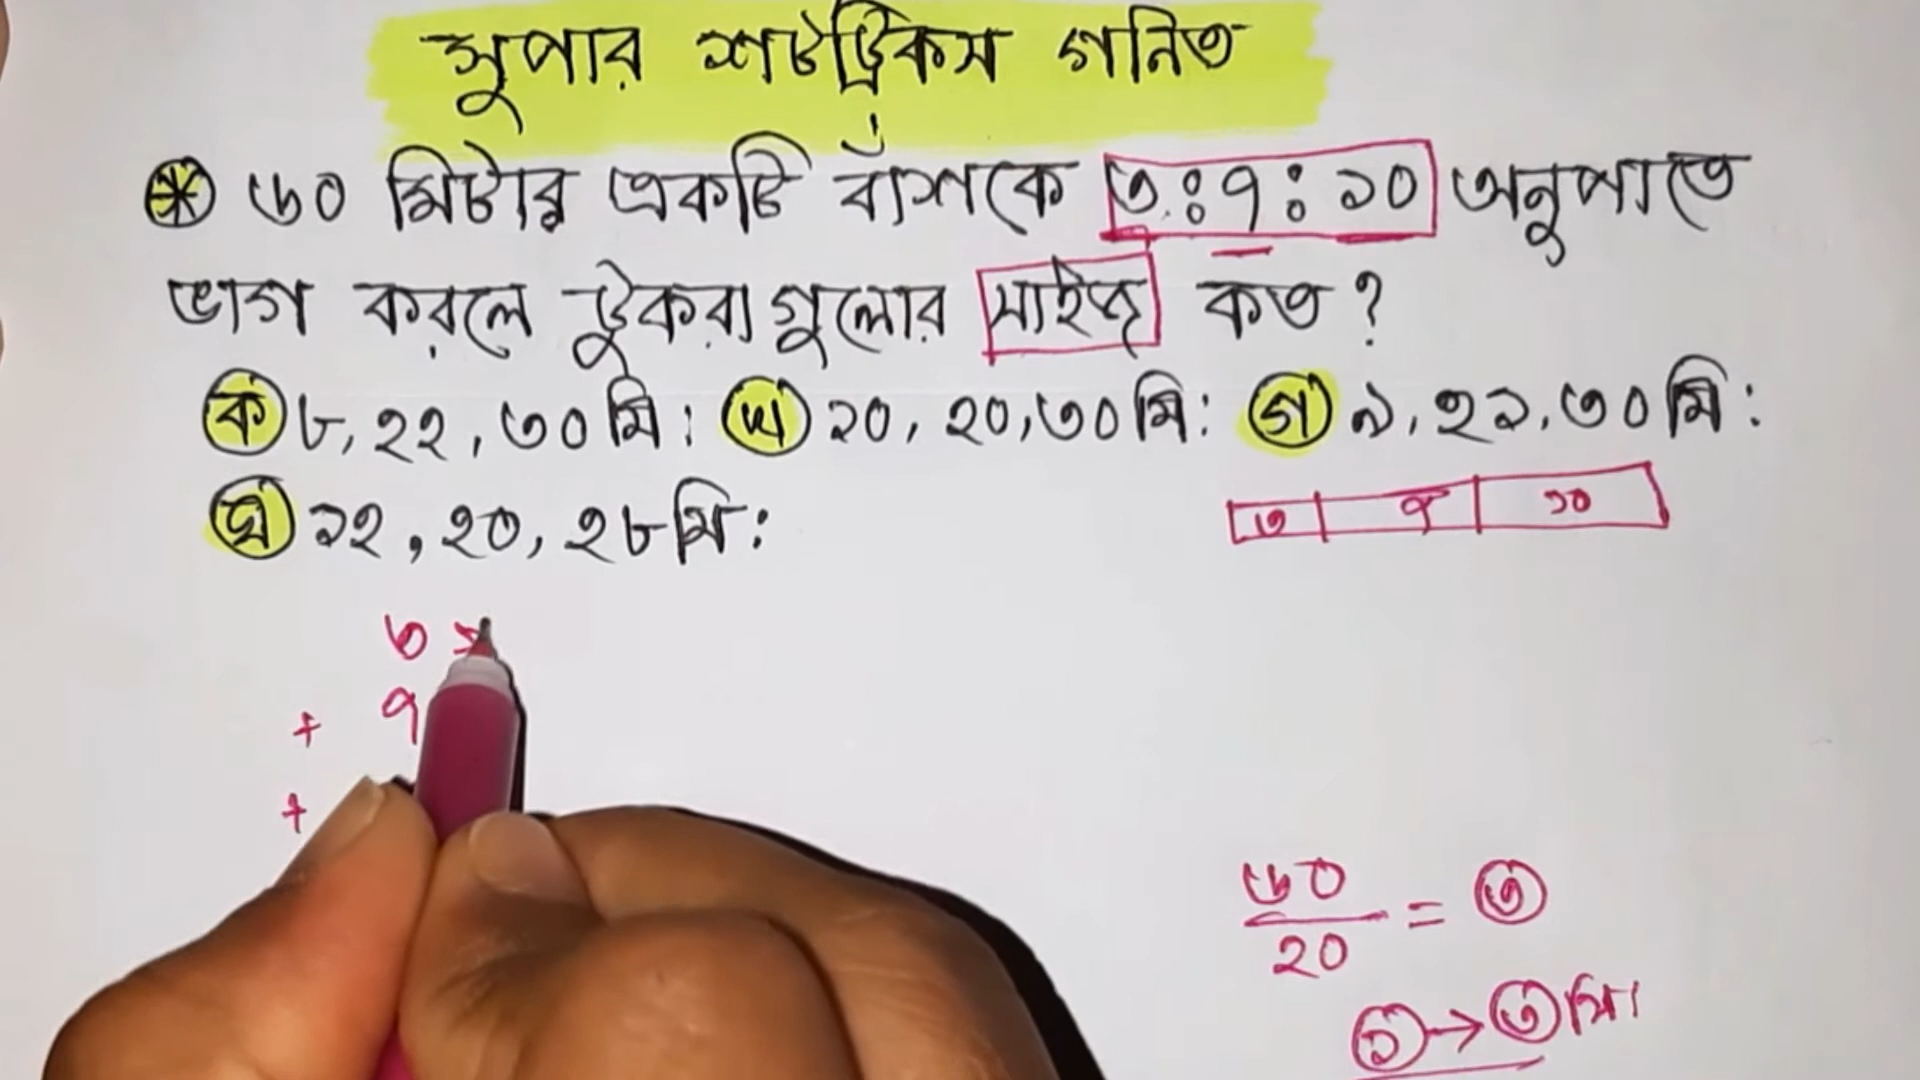 সুপার শর্টট্রিকস গনিত
৬০ মিটার একটি বাঁশকে ৩:৭:১০ অনুপাতে
ভাগ করলে টুকরাগুলোর সাইজ কত?
ক ৮, ২২, ৩০ মি: খ ১০, ২০, ৩০ মি: গ ৯, ২১, ৩০ মি:
ঘ ১২, ২০, ২৮ মি:
৩ ৭ ১০
৩
+ ৭
+
৬০/২০ = ৩
১ → ৩ মি।